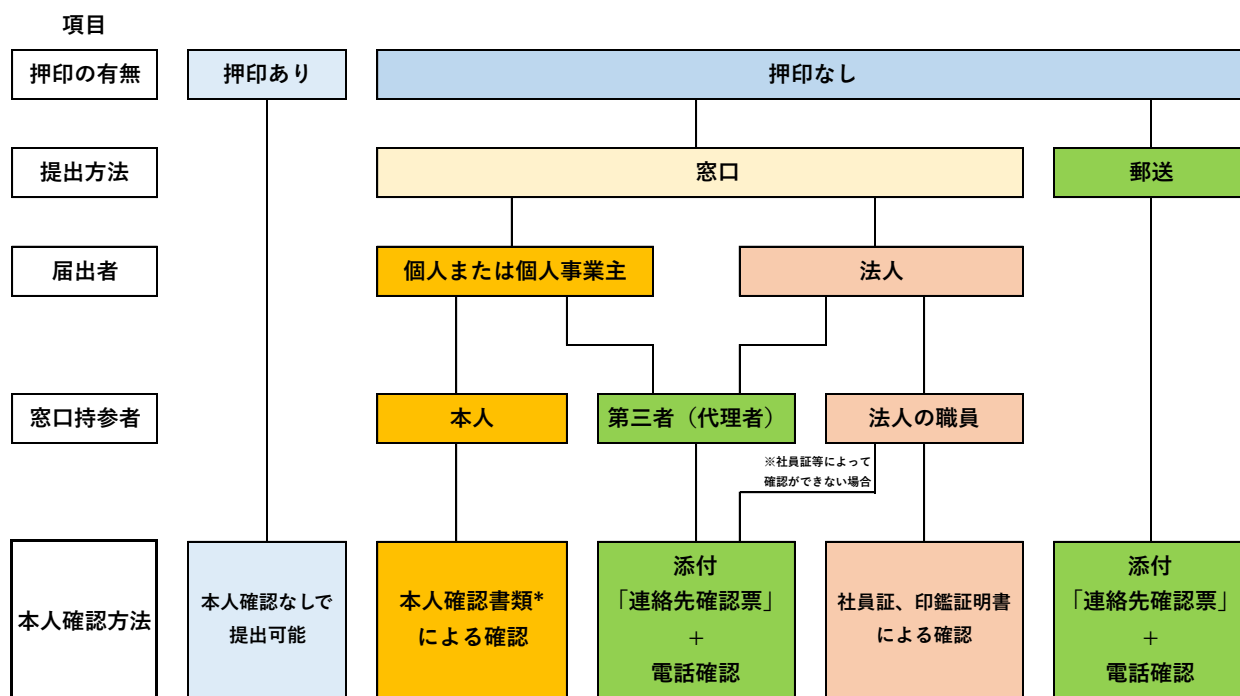 項目
押印の有無
押印あり
押印なし
提出方法
窓口
郵送
届出者
個人または個人事業主
法人
窓口持参者
本人
第三者（代理者）
法人の職員
※社員証等によって
確認ができない場合
本人確認方法
本人確認なしで
提出可能
本人確認書類*
による確認
添付
「連絡先確認票」
+
電話確認
社員証、印鑑証明書
による確認
添付
「連絡先確認票」
+
電話確認